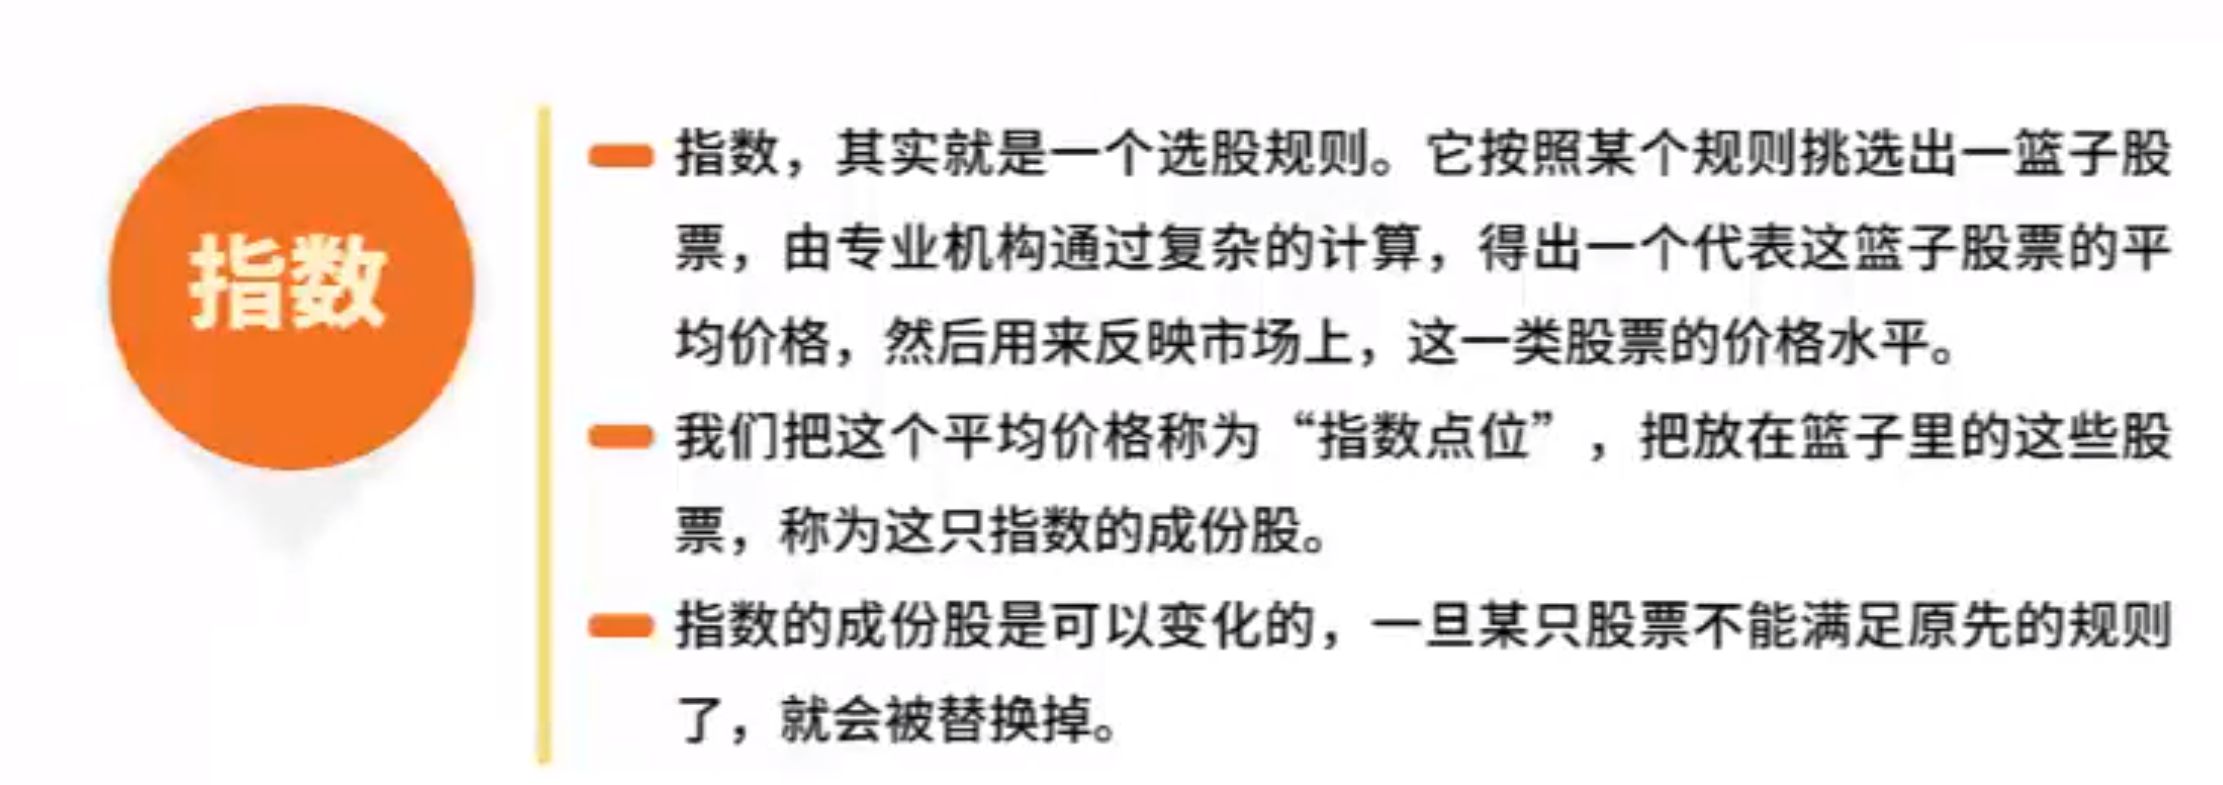 指数
指数，其实就是一个选股规则。它按照某个规则挑选出一篮子股
票，由专业机构通过复杂的计算，得出一个代表这篮子股票的平
均价格，然后用来反映市场上，这一类股票的价格水平。
我们把这个平均价格称为“指数点位”，把放在篮子里的这些股
票，称为这只指数的成份股。
指数的成份股是可以变化的，一旦某只股票不能满足原先的规则
了，就会被替换掉。